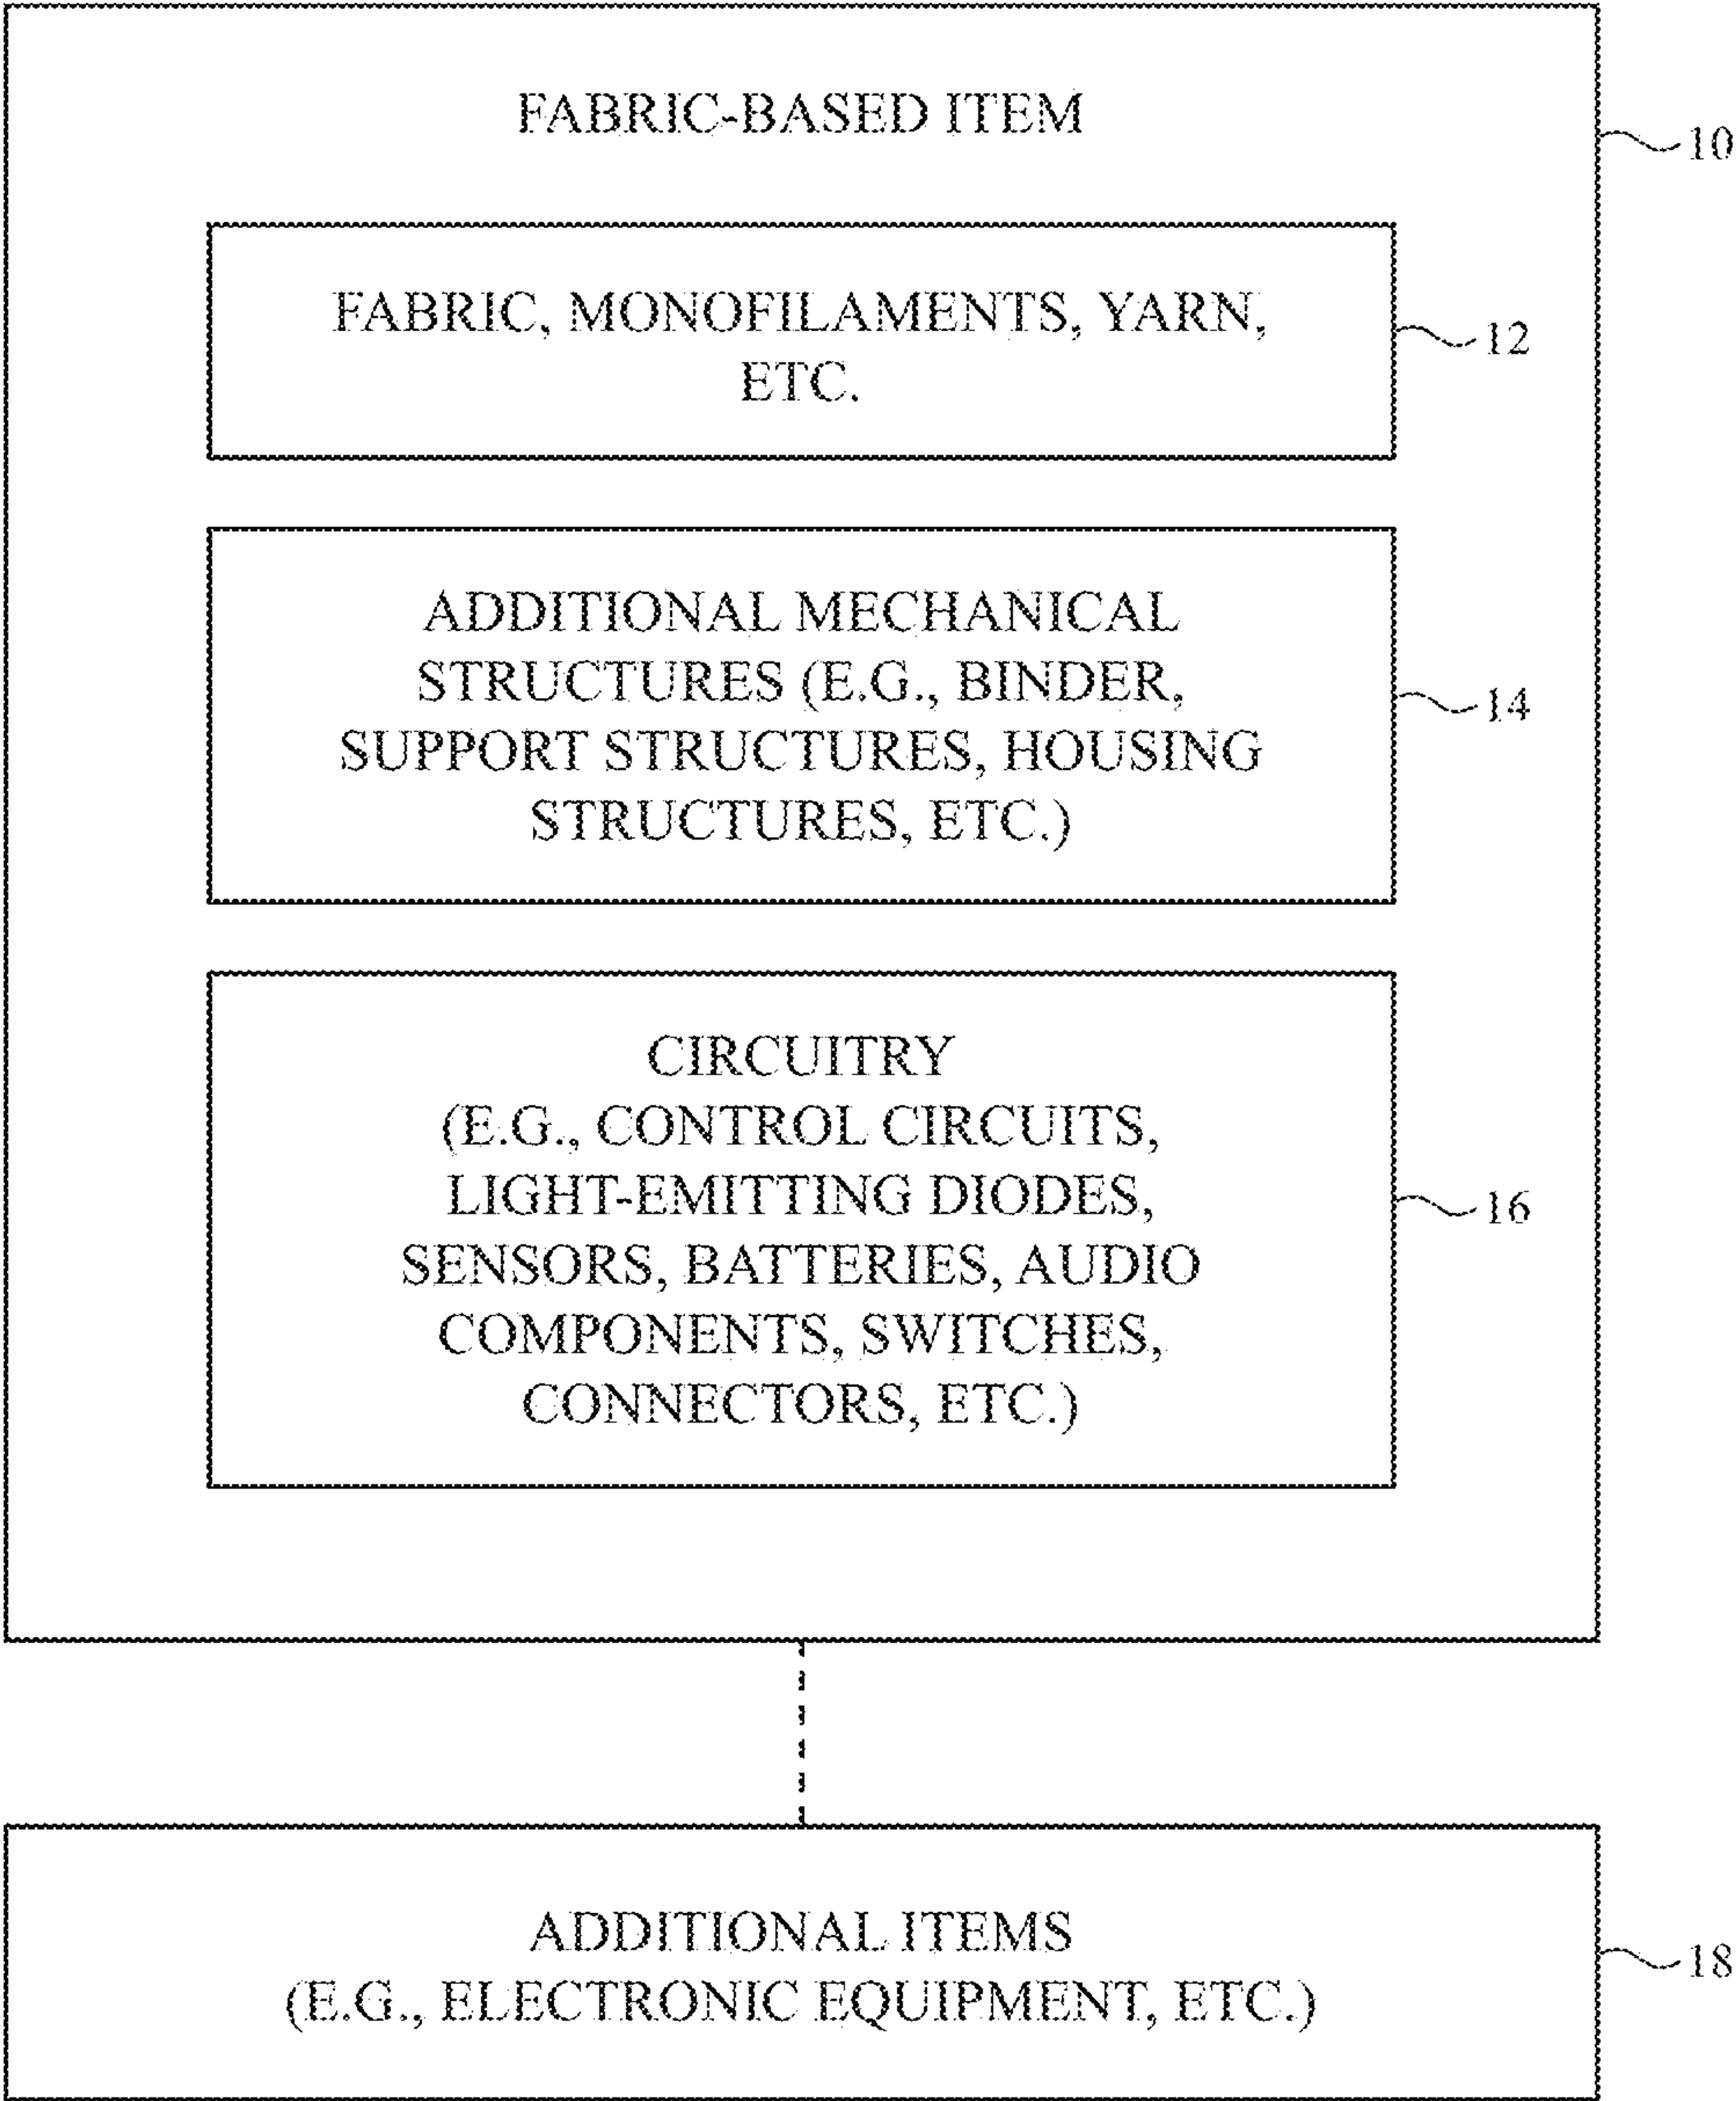 FABRIC-BASED ITEM
10
FABRIC, MONOFILAMENTS, YARN,
ETC.
12
ADDITIONAL MECHANICAL
STRUCTURES (E.G., BINDER,
SUPPORT STRUCTURES, HOUSING
STRUCTURES, ETC.)
14
CIRCUITRY
(E.G., CONTROL CIRCUITS,
LIGHT-EMITTING DIODES,
SENSORS, BATTERIES, AUDIO
COMPONENTS, SWITCHES,
CONNECTORS, ETC.)
16
ADDITIONAL ITEMS
(E.G., ELECTRONIC EQUIPMENT, ETC.)
18